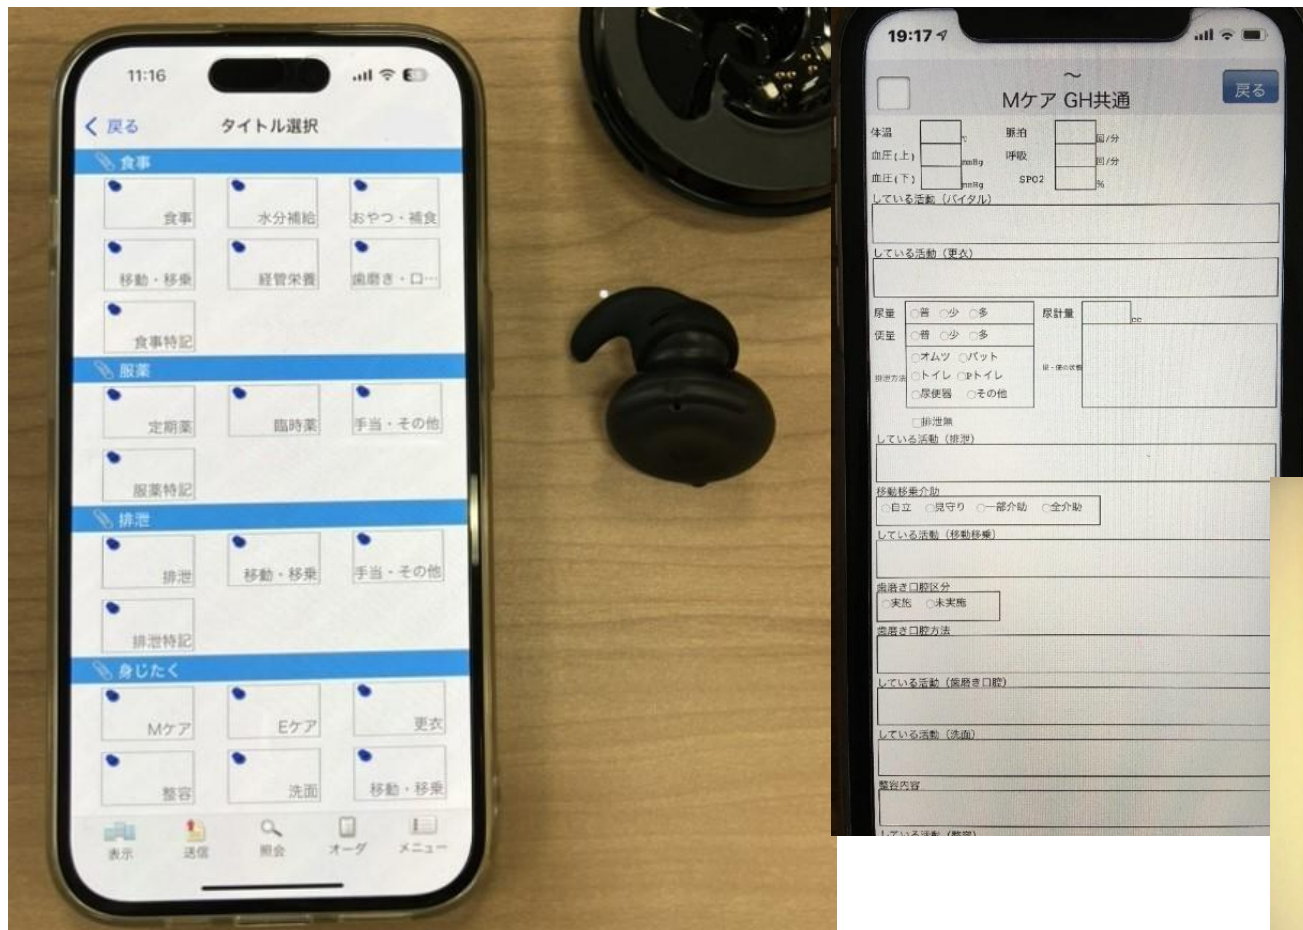 11:16
戻る
タイトル選択
食事
食事 水分補給 おやつ・補食
移動・移乗 経管栄養 歯磨き・口…
食事特記
服薬
定期薬 臨時薬 手当・その他
服薬特記
排泄
排泄 移動・移乗 手当・その他
排泄特記
身じたく
Mケア Eケア 更衣
整容 洗面 移動・移乗
表示 送信 照会 オーダ メニュー
19:17
Mケア GH共通
戻る
体温 ℃ 脈拍 回/分
血圧(上) mmHg 呼吸 回/分
血圧(下) mmHg SPO2 %
している活動（バイタル）
している活動（更衣）
尿量 ○普 ○少 ○多 尿計量 cc
便量 ○普 ○少 ○多
○オムツ ○パット
排泄方法 ○トイレ ○Pトイレ 尿・便の状態
○尿便器 ○その他
□排泄無
している活動（排泄）
移動移乗介助
○自立 ○見守り ○一部介助 ○全介助
している活動（移動移乗）
歯磨き口腔区分
○実施 ○未実施
歯磨き口腔方法
している活動（歯磨き口腔）
している活動（洗面）
整容内容
している活動（整容）